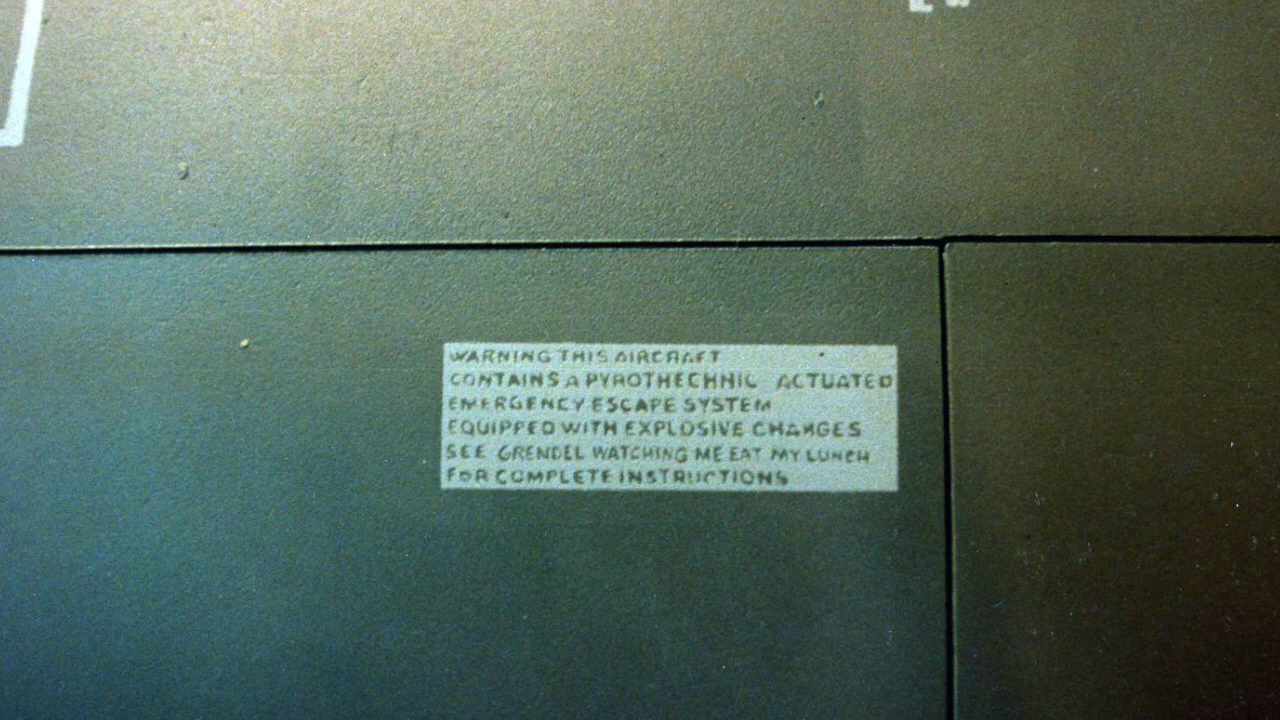 WARNING THIS AIRCRAFT
CONTAINS A PYROTHECHNIC ACTUATED
EMERGENCY ESCAPE SYSTEM
EQUIPPED WITH EXPLOSIVE CHARGES
SEE GRENDEL WATCHING ME EAT MY LUNCH
FOR COMPLETE INSTRUCTIONS